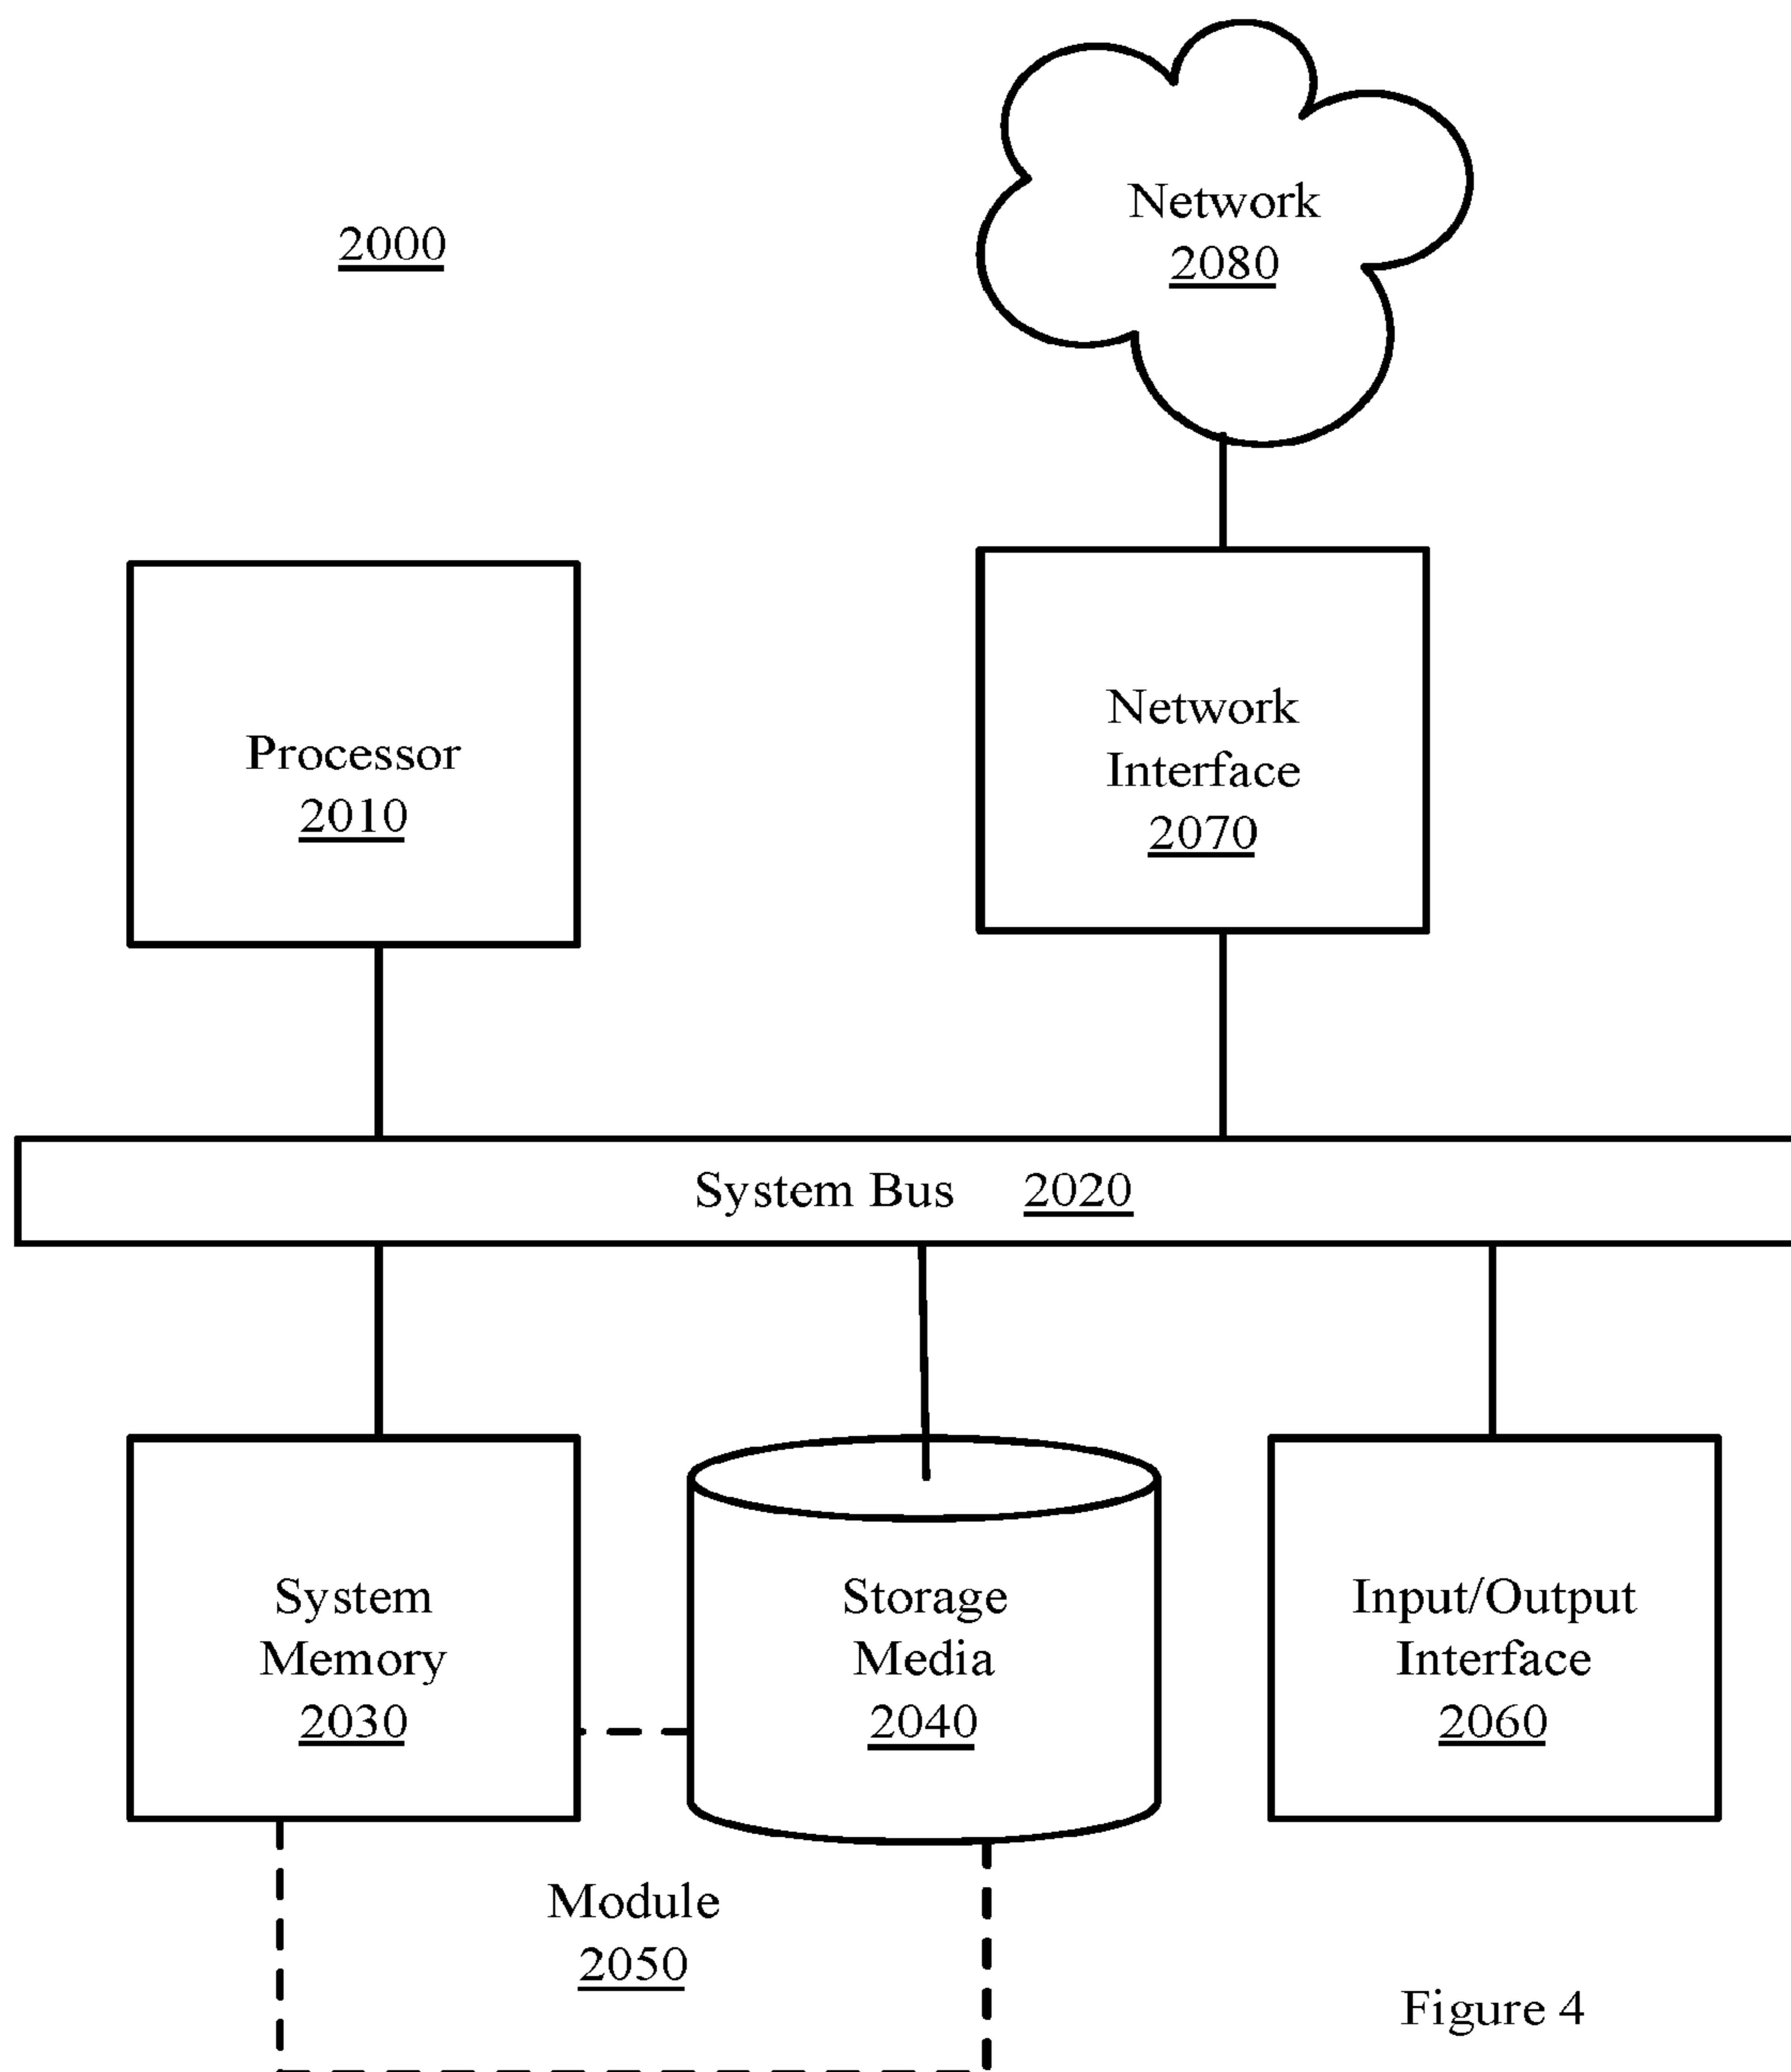 Network
2080
2000
Processor
2010
Network
Interface
2070
System Bus 2020
System
Memory
2030
Storage
Media
2040
Input/Output
Interface
2060
Module
2050
Figure 4